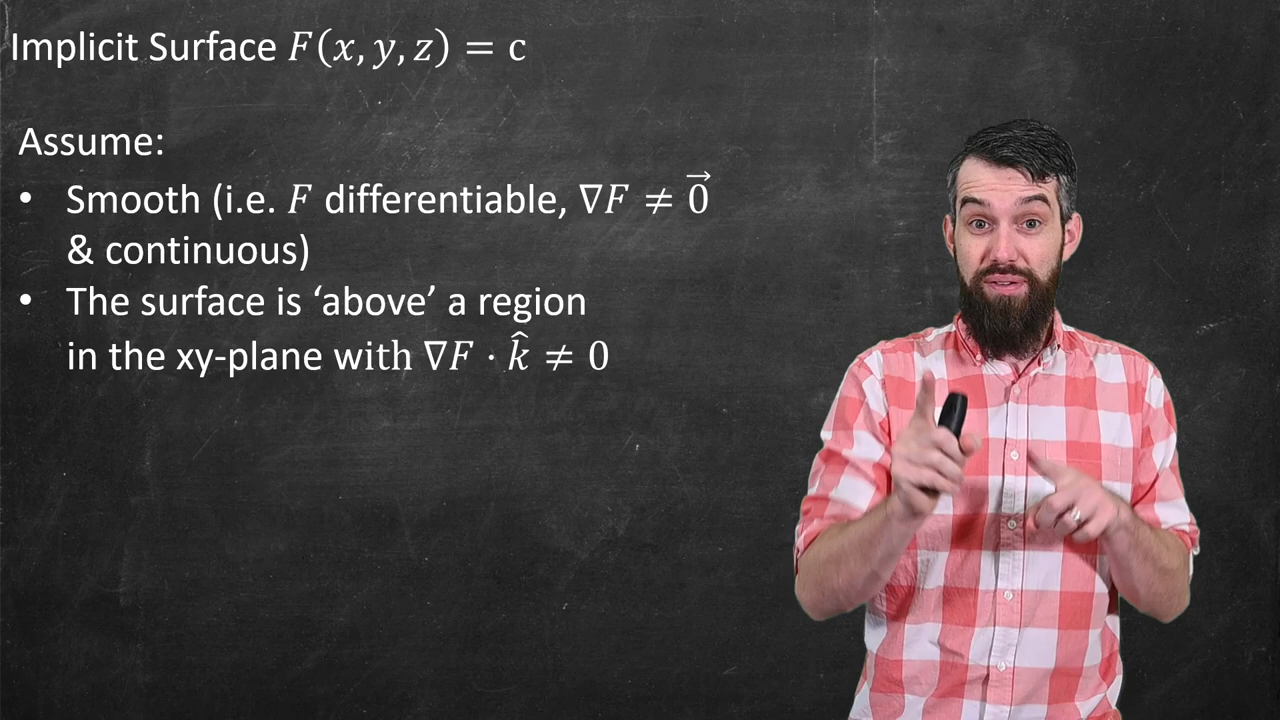 Implicit Surface 𝐹(𝑥, 𝑦, 𝑧) = c
Assume:
• Smooth (i.e. 𝐹 differentiable, ∇𝐹 ≠ 0⃗
& continuous)
• The surface is ‘above’ a region
in the xy-plane with ∇𝐹 · 𝑘̂ ≠ 0